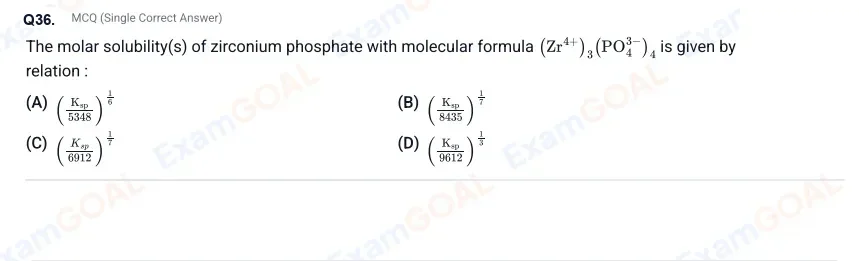 Q36. MCQ (Single Correct Answer)
The molar solubility(s) of zirconium phosphate with molecular formula (Zr⁴⁺)₃(PO₄³⁻)₄ is given by
relation :
(A) (Ksp/5348)^(1/6) (B) (Ksp/8435)^(1/7)
(C) (Ksp/6912)^(1/7) (D) (Ksp/9612)^(1/3)
ExamGOAL
ExamGOAL